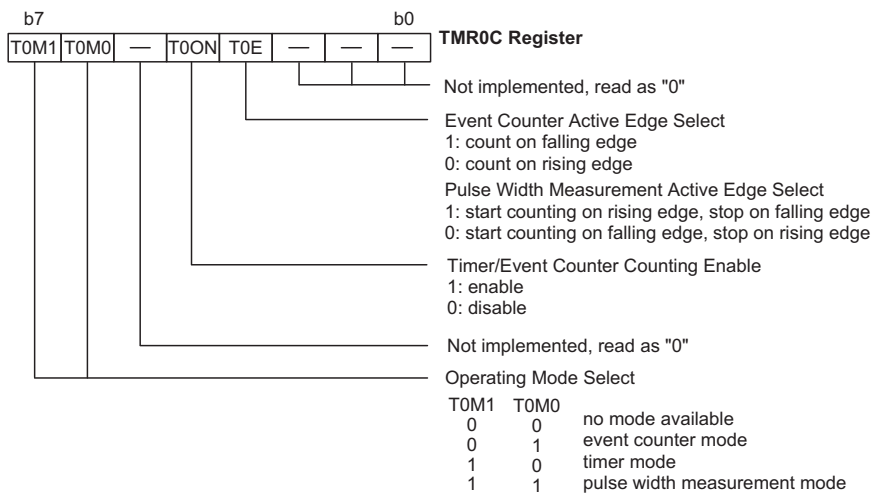 b7 b0
T0M1 T0M0 — T0ON T0E — — —
TMR0C Register
Not implemented, read as "0"
Event Counter Active Edge Select
1: count on falling edge
0: count on rising edge
Pulse Width Measurement Active Edge Select
1: start counting on rising edge, stop on falling edge
0: start counting on falling edge, stop on rising edge
Timer/Event Counter Counting Enable
1: enable
0: disable
Not implemented, read as "0"
Operating Mode Select
T0M1 T0M0
0 0 no mode available
0 1 event counter mode
1 0 timer mode
1 1 pulse width measurement mode